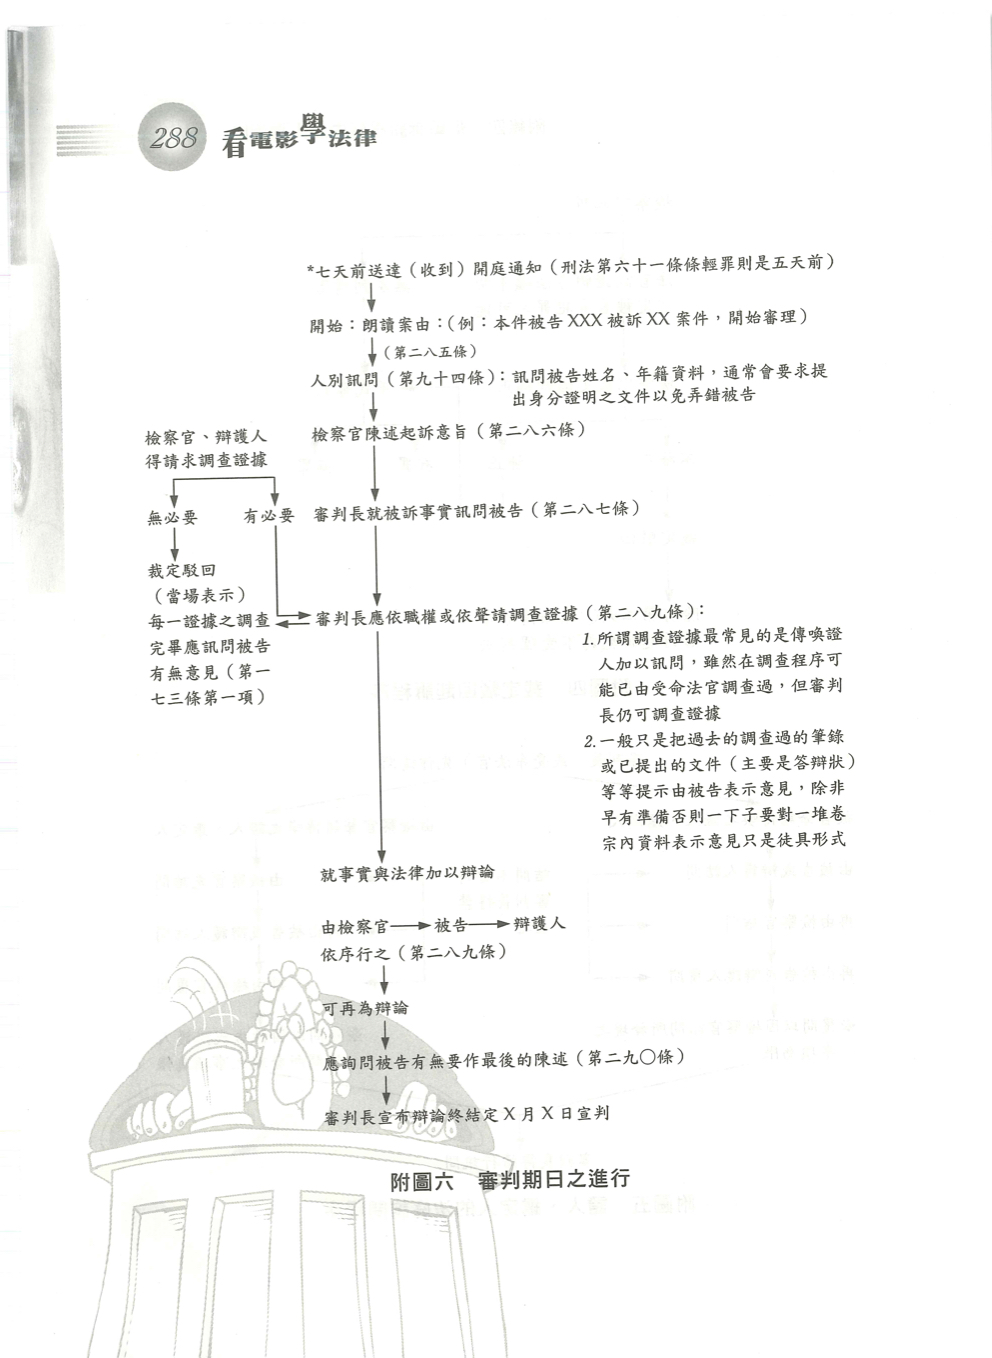 288 看電影學法律
*七天前送達（收到）開庭通知（刑法第六十一條條輕罪則是五天前）
開始：朗讀案由：（例：本件被告XXX被訴XX案件，開始審理）
（第二八五條）
人別訊問（第九十四條）：訊問被告姓名、年籍資料，通常會要求提
出身分證明之文件以免弄錯被告
檢察官陳述起訴意旨（第二八六條）
檢察官、辯護人
得請求調查證據
無必要
有必要
審判長就被訴事實訊問被告（第二八七條）
裁定駁回
（當場表示）
每一證據之調查
完畢應訊問被告
有無意見（第一
七三條第一項）
審判長應依職權或依聲請調查證據（第二八九條）：
1.所謂調查證據最常見的是傳喚證
人加以訊問，雖然在調查程序可
能已由受命法官調查過，但審判
長仍可調查證據
2.一般只是把過去的調查過的筆錄
或已提出的文件（主要是答辯狀）
等等提示由被告表示意見，除非
早有準備否則一下子要對一堆卷
宗內資料表示意見只是徒具形式
就事實與法律加以辯論
由檢察官→被告→辯護人
依序行之（第二八九條）
可再為辯論
應詢問被告有無要作最後的陳述（第二九〇條）
審判長宣布辯論終結定X月X日宣判
附圖六　審判期日之進行